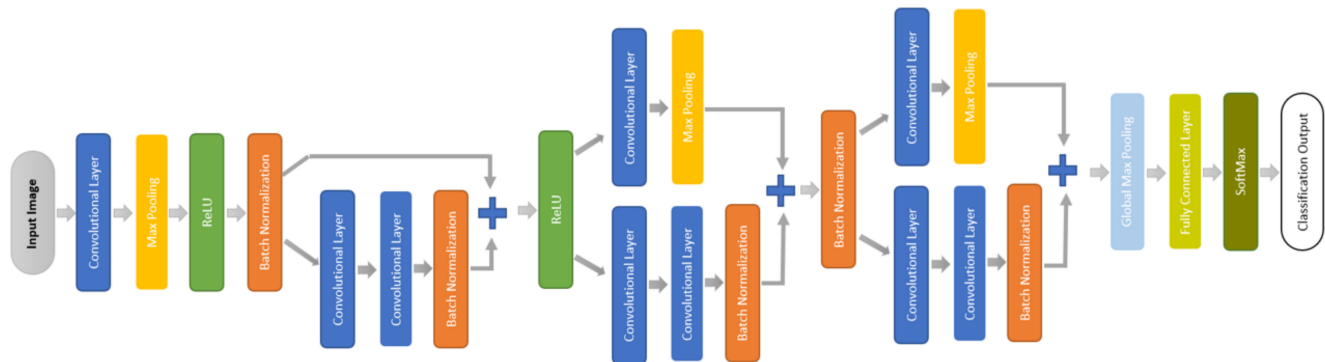 Input Image
Convolutional Layer
Max Pooling
ReLU
Batch Normalization
Convolutional Layer
Convolutional Layer
Batch Normalization
ReLU
Convolutional Layer
Max Pooling
Convolutional Layer
Convolutional Layer
Batch Normalization
Batch Normalization
Convolutional Layer
Max Pooling
Convolutional Layer
Convolutional Layer
Batch Normalization
Global Max Pooling
Fully Connected Layer
SoftMax
Classification Output